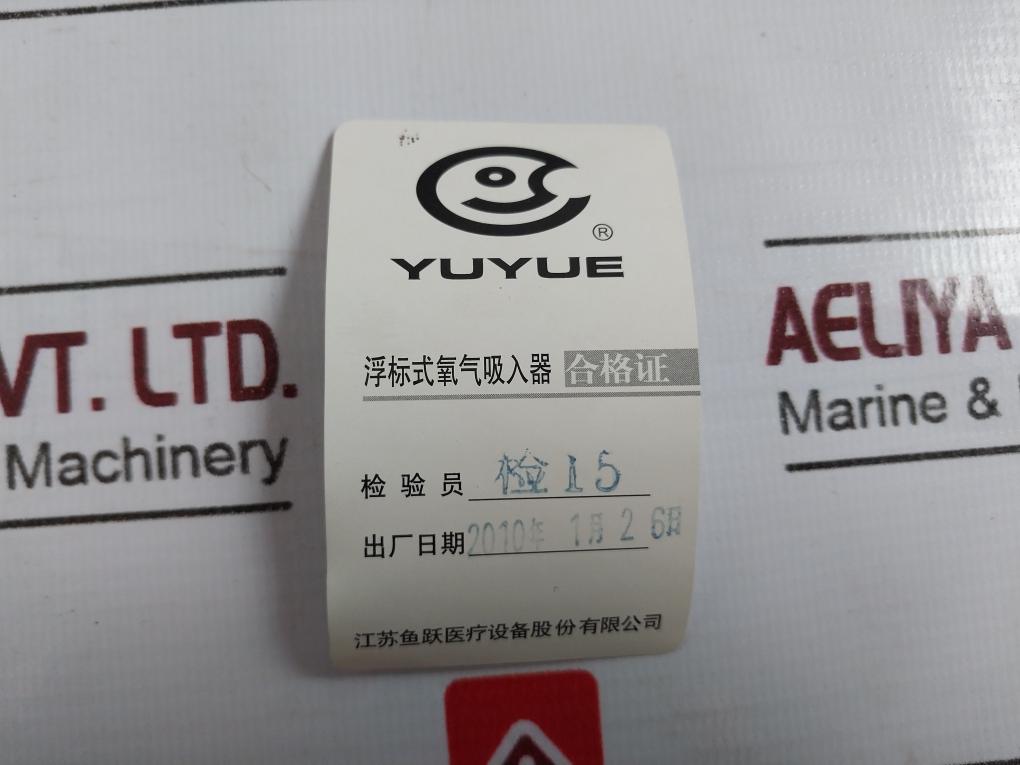 ®
YUYUE
浮标式氧气吸入器 合格证
检验员 检15
出厂日期 2010年 1月26日
江苏鱼跃医疗设备股份有限公司
VT. LTD.
Machinery
AELIYA
Marine &